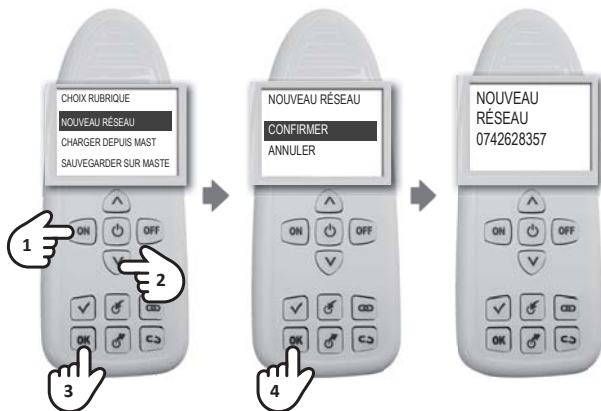 CHOIX RUBRIQUE
NOUVEAU RÉSEAU
CHARGER DEPUIS MAST
SAUVEGARDER SUR MASTE
ON
OFF
OK
1
2
3
NOUVEAU RÉSEAU
CONFIRMER
ANNULER
ON
OFF
OK
4
NOUVEAU
RÉSEAU
0742628357
ON
OFF
OK